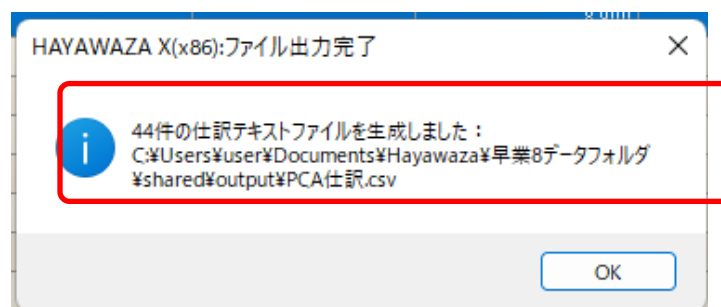 HAYAWAZA X(x86):ファイル出力完了
44件の仕訳テキストファイルを生成しました：
C:¥Users¥user¥Documents¥Hayawaza¥早業8データフォルダ
¥shared¥output¥PCA仕訳.csv
OK